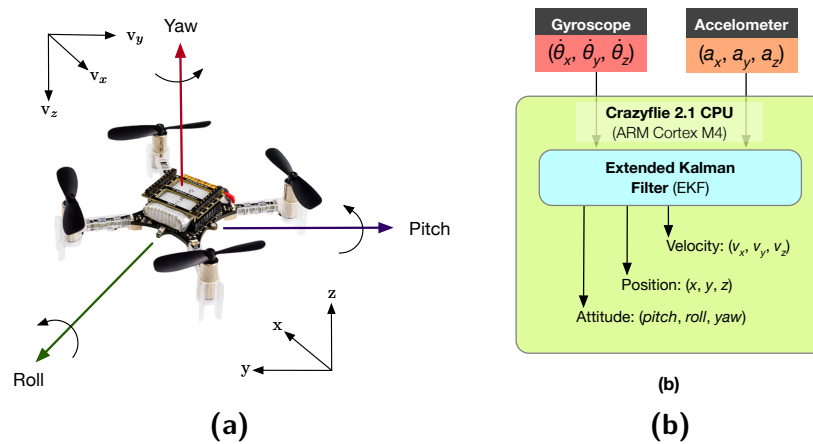 Yaw
v_y
v_x
v_z
Pitch
z
x
y
Roll
(a)
Gyroscope
(θ̇_x, θ̇_y, θ̇_z)
Accelometer
(a_x, a_y, a_z)
Crazyflie 2.1 CPU
(ARM Cortex M4)
Extended Kalman
Filter (EKF)
Velocity: (v_x, v_y, v_z)
Position: (x, y, z)
Attitude: (pitch, roll, yaw)
(b)
(b)